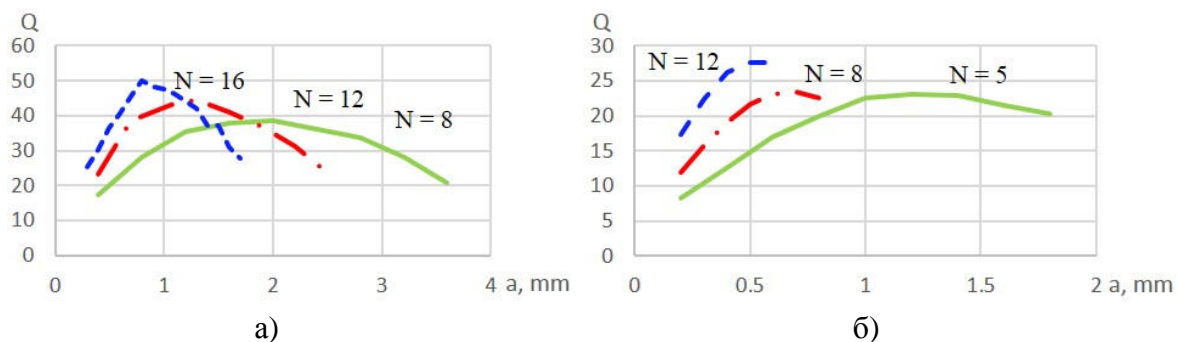 Q
60
50
40
30
20
10
0
N = 16
N = 12
N = 8
0 1 2 3 4 a, mm
а)
Q
30
25
20
15
10
5
0
N = 12
N = 8
N = 5
0 0.5 1 1.5 2 a, mm
б)